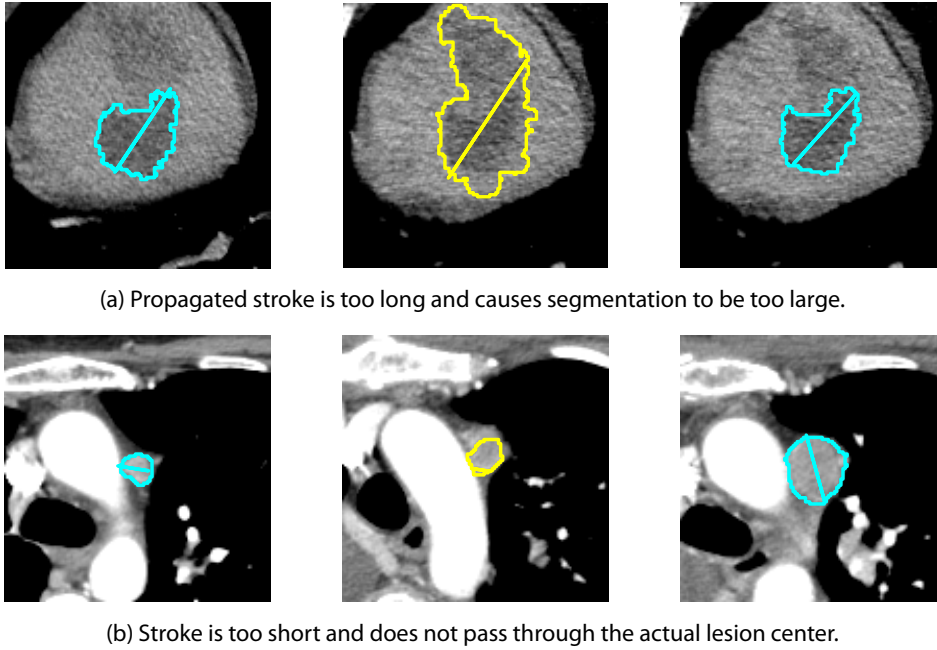 (a) Propagated stroke is too long and causes segmentation to be too large.
(b) Stroke is too short and does not pass through the actual lesion center.